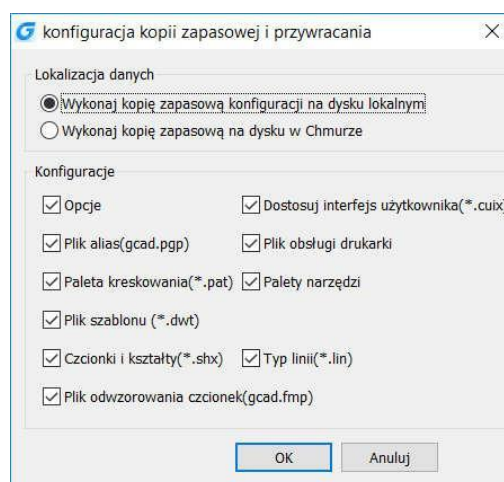 konfiguracja kopii zapasowej i przywracania
Lokalizacja danych
Wykonaj kopię zapasową konfiguracji na dysku lokalnym
Wykonaj kopię zapasową na dysku w Chmurze
Konfiguracje
Opcje Dostosuj interfejs użytkownika(*.cuix
Plik alias(gcad.pgp) Plik obsługi drukarki
Paleta kreskowania(*.pat) Palety narzędzi
Plik szablonu (*.dwt)
Czcionki i kształty(*.shx) Typ linii(*.lin)
Plik odwzorowania czcionek(gcad.fmp)
OK Anuluj